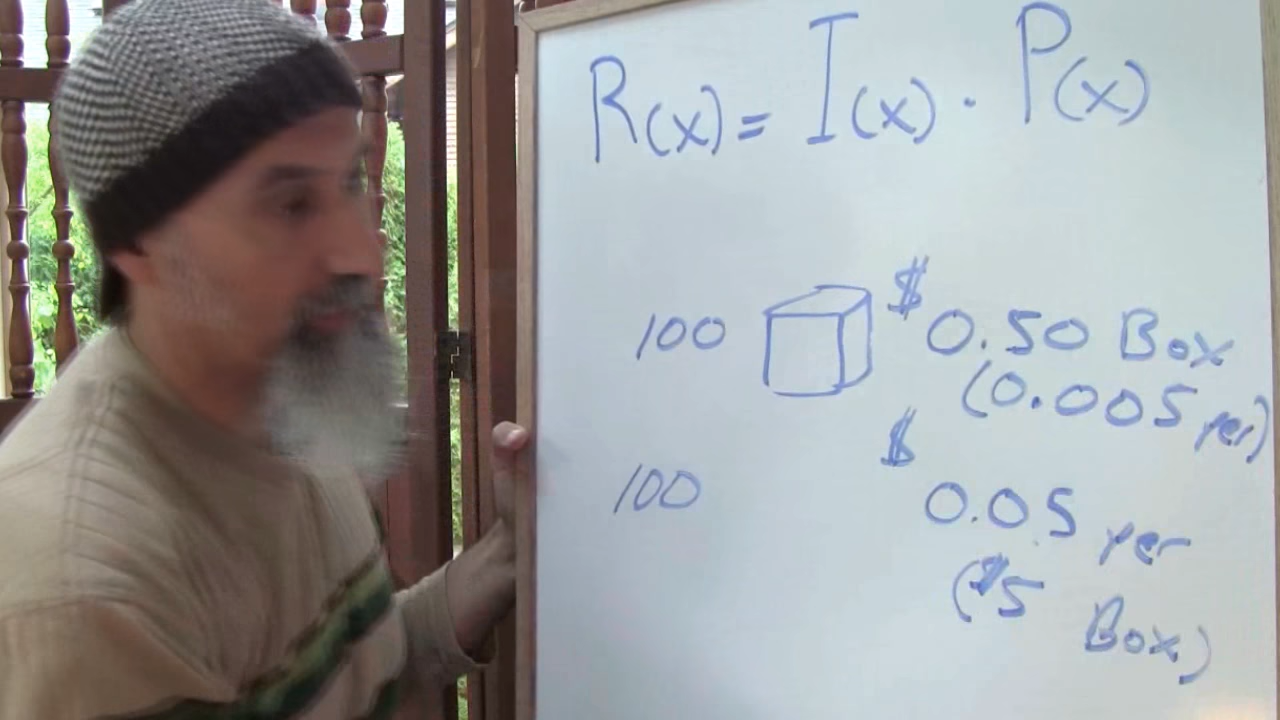 R(x) = I(x) · P(x)
100 $0.50 Box
(0.005 per)
100 $0.05 per
($5 Box)